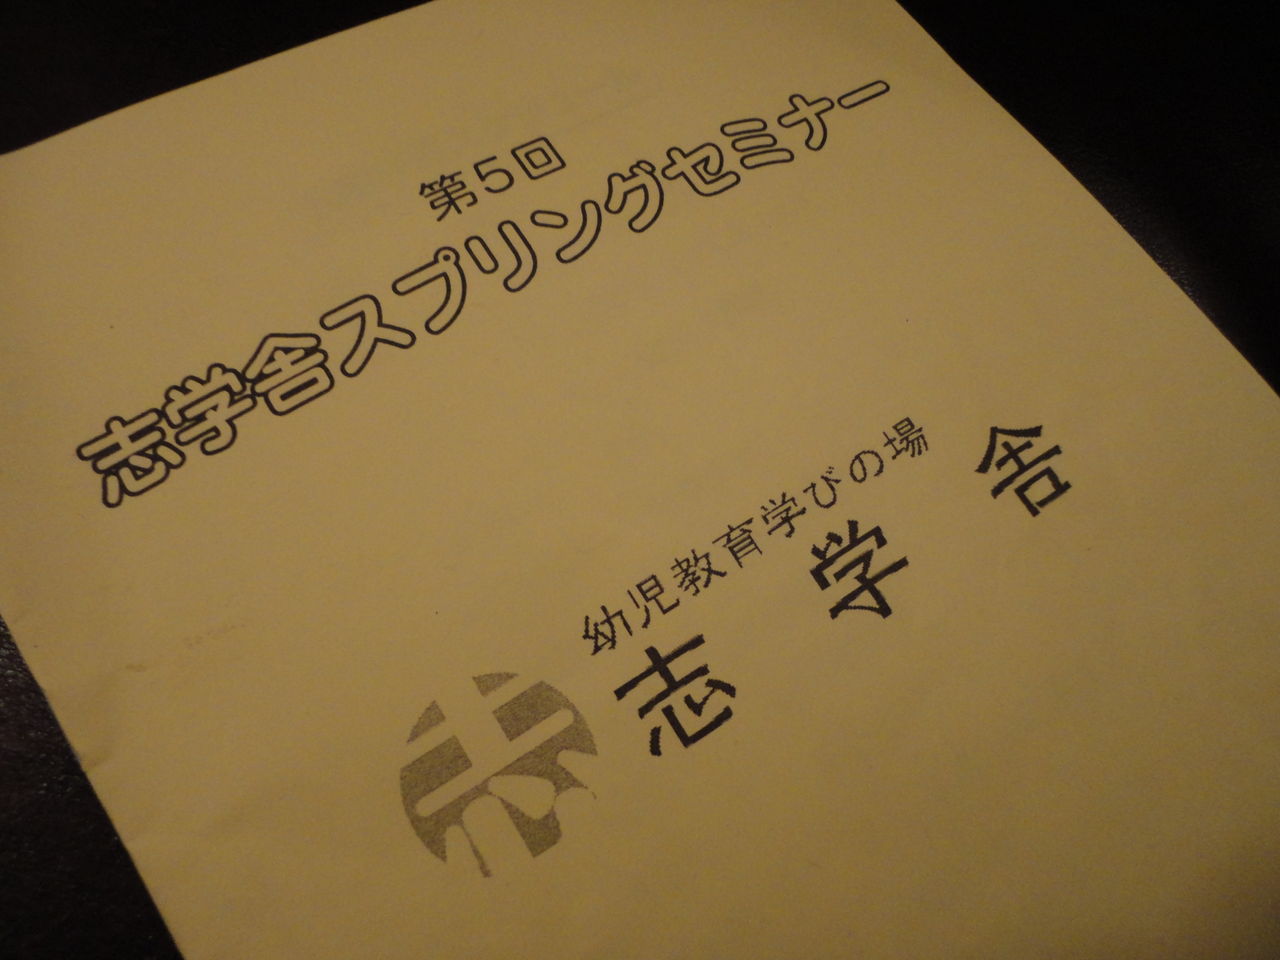 第5回
志学舎スプリングセミナー
幼児教育学びの場
志学舎